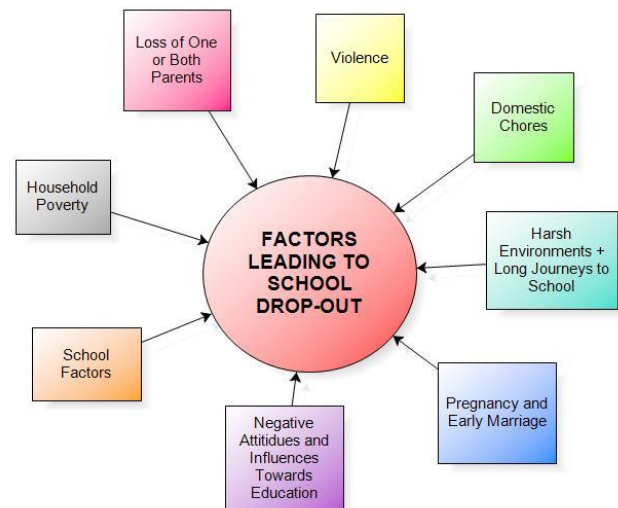 Loss of One
or Both
Parents
Violence
Domestic
Chores
Household
Poverty
FACTORS
LEADING TO
SCHOOL
DROP-OUT
Harsh
Environments +
Long Journeys to
School
School
Factors
Negative
Attitidues and
Influences
Towards
Education
Pregnancy and
Early Marriage